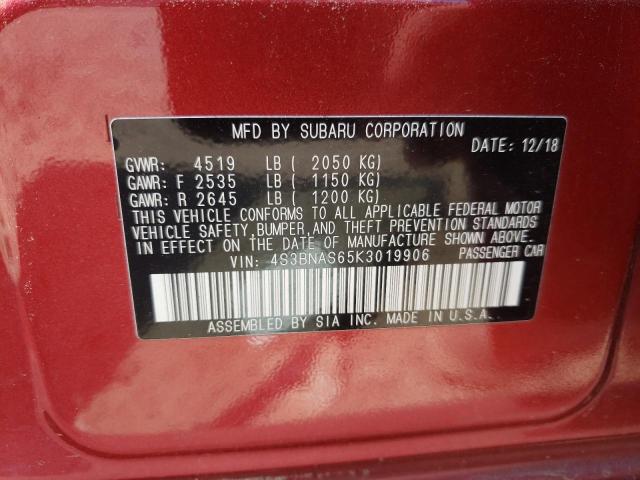 MFD BY SUBARU CORPORATION
DATE: 12/18
GVWR: 4519 LB ( 2050 KG)
GAWR: F 2535 LB ( 1150 KG)
GAWR: R 2645 LB ( 1200 KG)
THIS VEHICLE CONFORMS TO ALL APPLICABLE FEDERAL MOTOR
VEHICLE SAFETY, BUMPER, AND THEFT PREVENTION STANDARDS
IN EFFECT ON THE DATE OF MANUFACTURE SHOWN ABOVE.
VIN: 4S3BNAS65K3019906 PASSENGER CAR
ASSEMBLED BY SIA INC. MADE IN U.S.A.